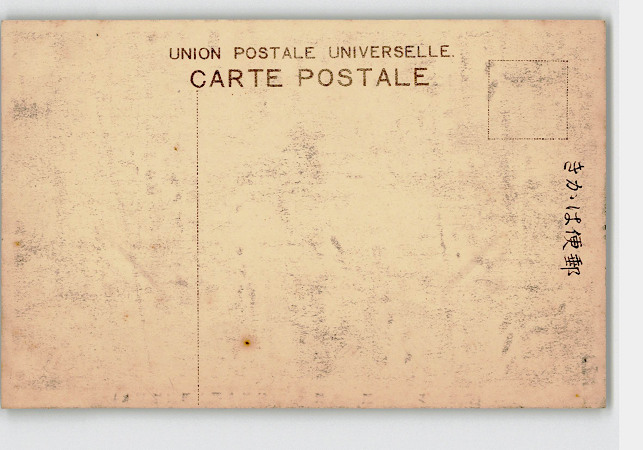 UNION POSTALE UNIVERSELLE.
CARTE POSTALE.
きかは便郵